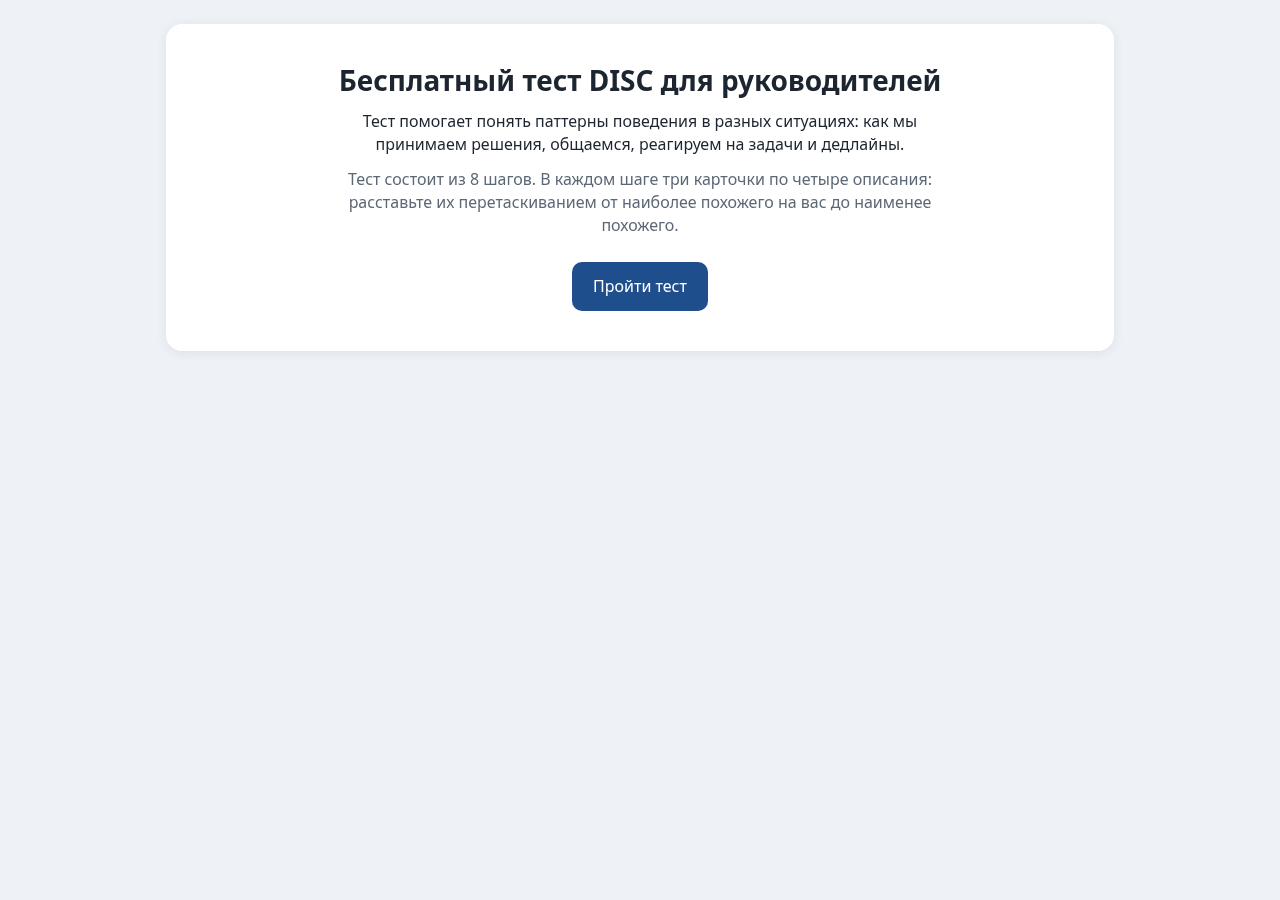 Бесплатный тест DISC для руководителей
Тест помогает понять паттерны поведения в разных ситуациях: как мы
принимаем решения, общаемся, реагируем на задачи и дедлайны.
Тест состоит из 8 шагов. В каждом шаге три карточки по четыре описания:
расставьте их перетаскиванием от наиболее похожего на вас до наименее
похожего.
Пройти тест